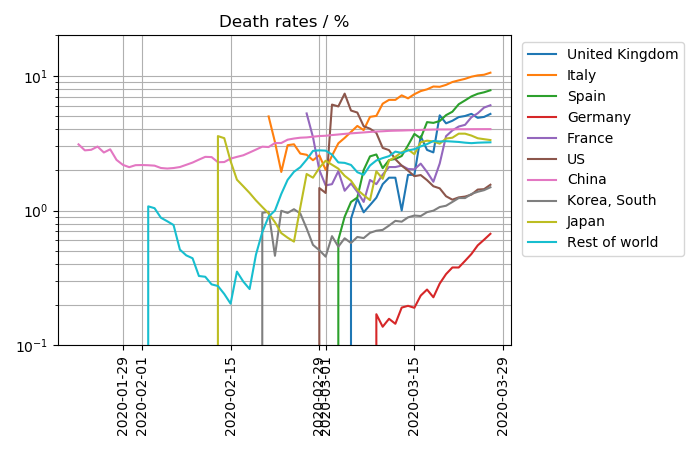 Death rates / %
10¹
10⁰
10⁻¹
2020-01-29
2020-02-01
2020-02-15
2020-02-29
2020-03-01
2020-03-15
2020-03-29
United Kingdom
Italy
Spain
Germany
France
US
China
Korea, South
Japan
Rest of world